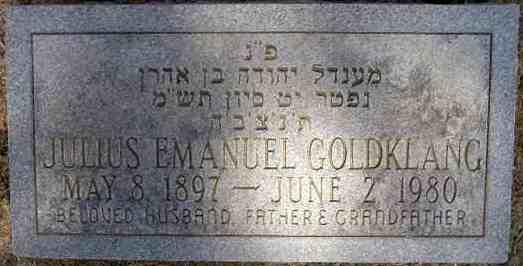 פ"נ
מענדל יהודה בן אהרן
נפטר יט סיון תש"מ
ת'נ'צ'ב'ה
JULIUS EMANUEL GOLDKLANG
MAY 8, 1897 — JUNE 2, 1980
BELOVED HUSBAND, FATHER & GRANDFATHER